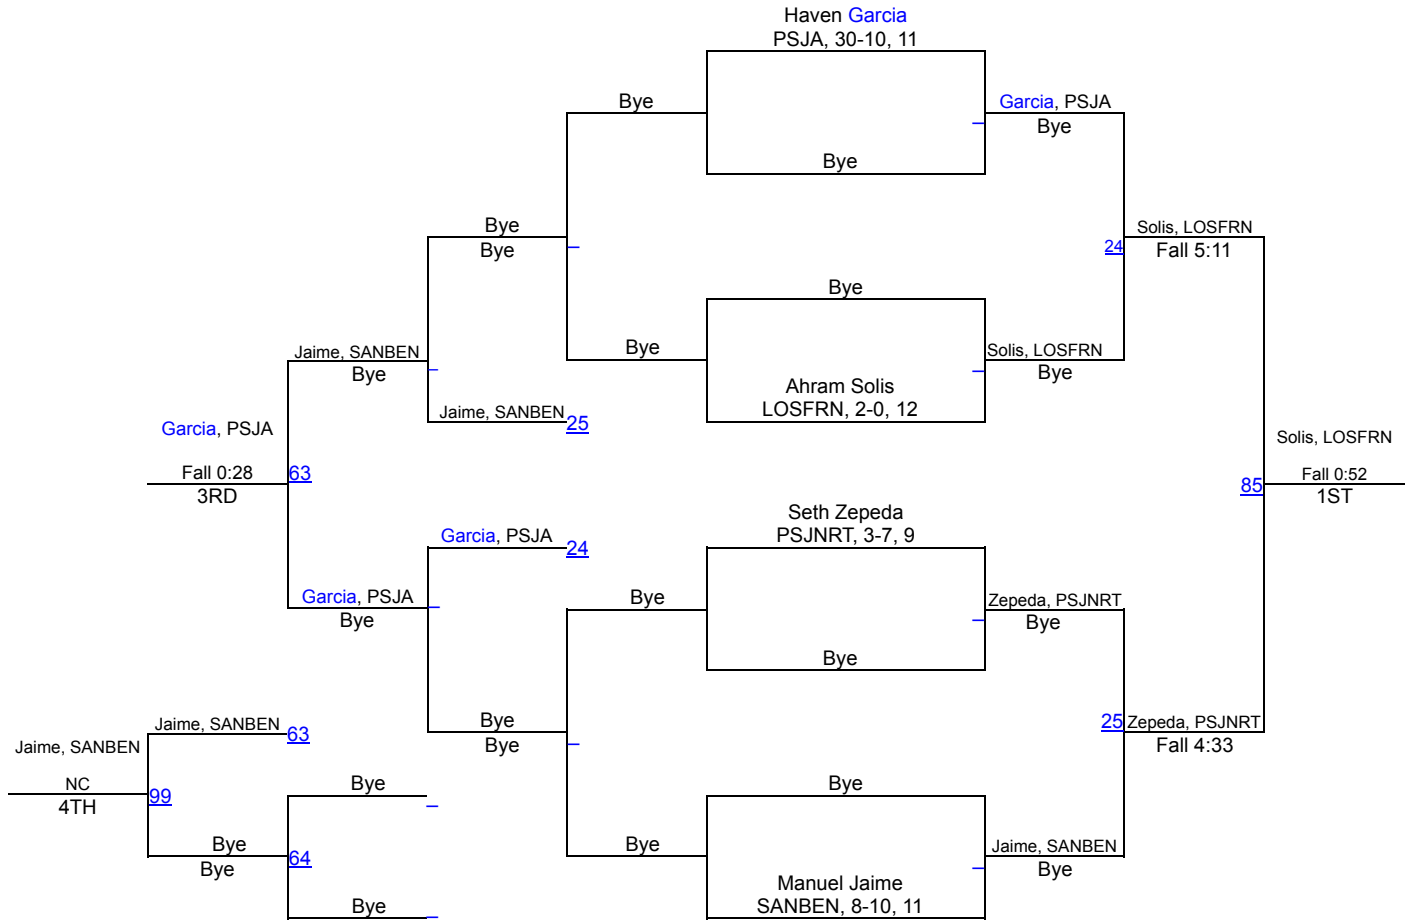 Haven Garcia
PSJA, 30-10, 11
Bye
Garcia, PSJA
Bye
Bye
Bye
Bye
24
Solis, LOSFRN
Fall 5:11
Bye
Jaime, SANBEN
Bye
Bye
Solis, LOSFRN
Bye
Ahram Solis
LOSFRN, 2-0, 12
Jaime, SANBEN
25
Garcia, PSJA
Fall 0:28
63
3RD
Solis, LOSFRN
Fall 0:52
85
1ST
Seth Zepeda
PSJNRT, 3-7, 9
Garcia, PSJA
24
Garcia, PSJA
Bye
Bye
Zepeda, PSJNRT
Bye
Bye
Bye
Bye
25
Zepeda, PSJNRT
Fall 4:33
Jaime, SANBEN
63
Jaime, SANBEN
NC
99
4TH
Bye
Bye
Bye
Bye
64
Bye
Bye
Jaime, SANBEN
Bye
Manuel Jaime
SANBEN, 8-10, 11
Bye